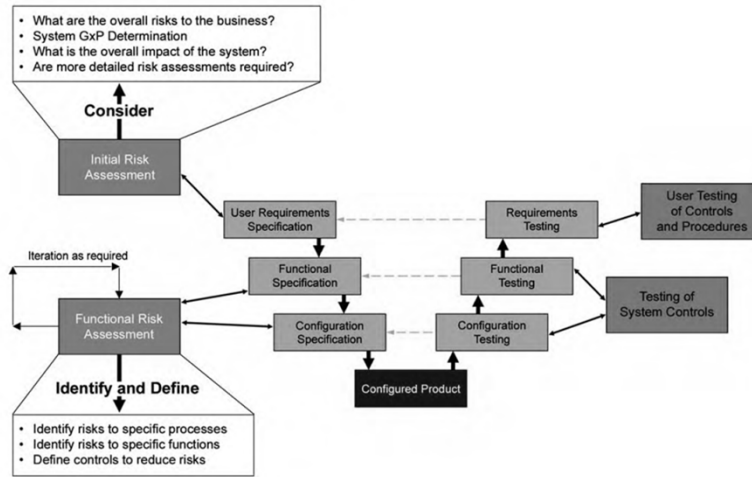 • What are the overall risks to the business?
• System GxP Determination
• What is the overall impact of the system?
• Are more detailed risk assessments required?
Consider
Initial Risk
Assessment
User Requirements
Specification
Requirements
Testing
User Testing
of Controls
and Procedures
Iteration as required
Functional
Specification
Functional
Testing
Functional Risk
Assessment
Configuration
Specification
Configuration
Testing
Testing of
System Controls
Identify and Define
Configured Product
• Identify risks to specific processes
• Identify risks to specific functions
• Define controls to reduce risks